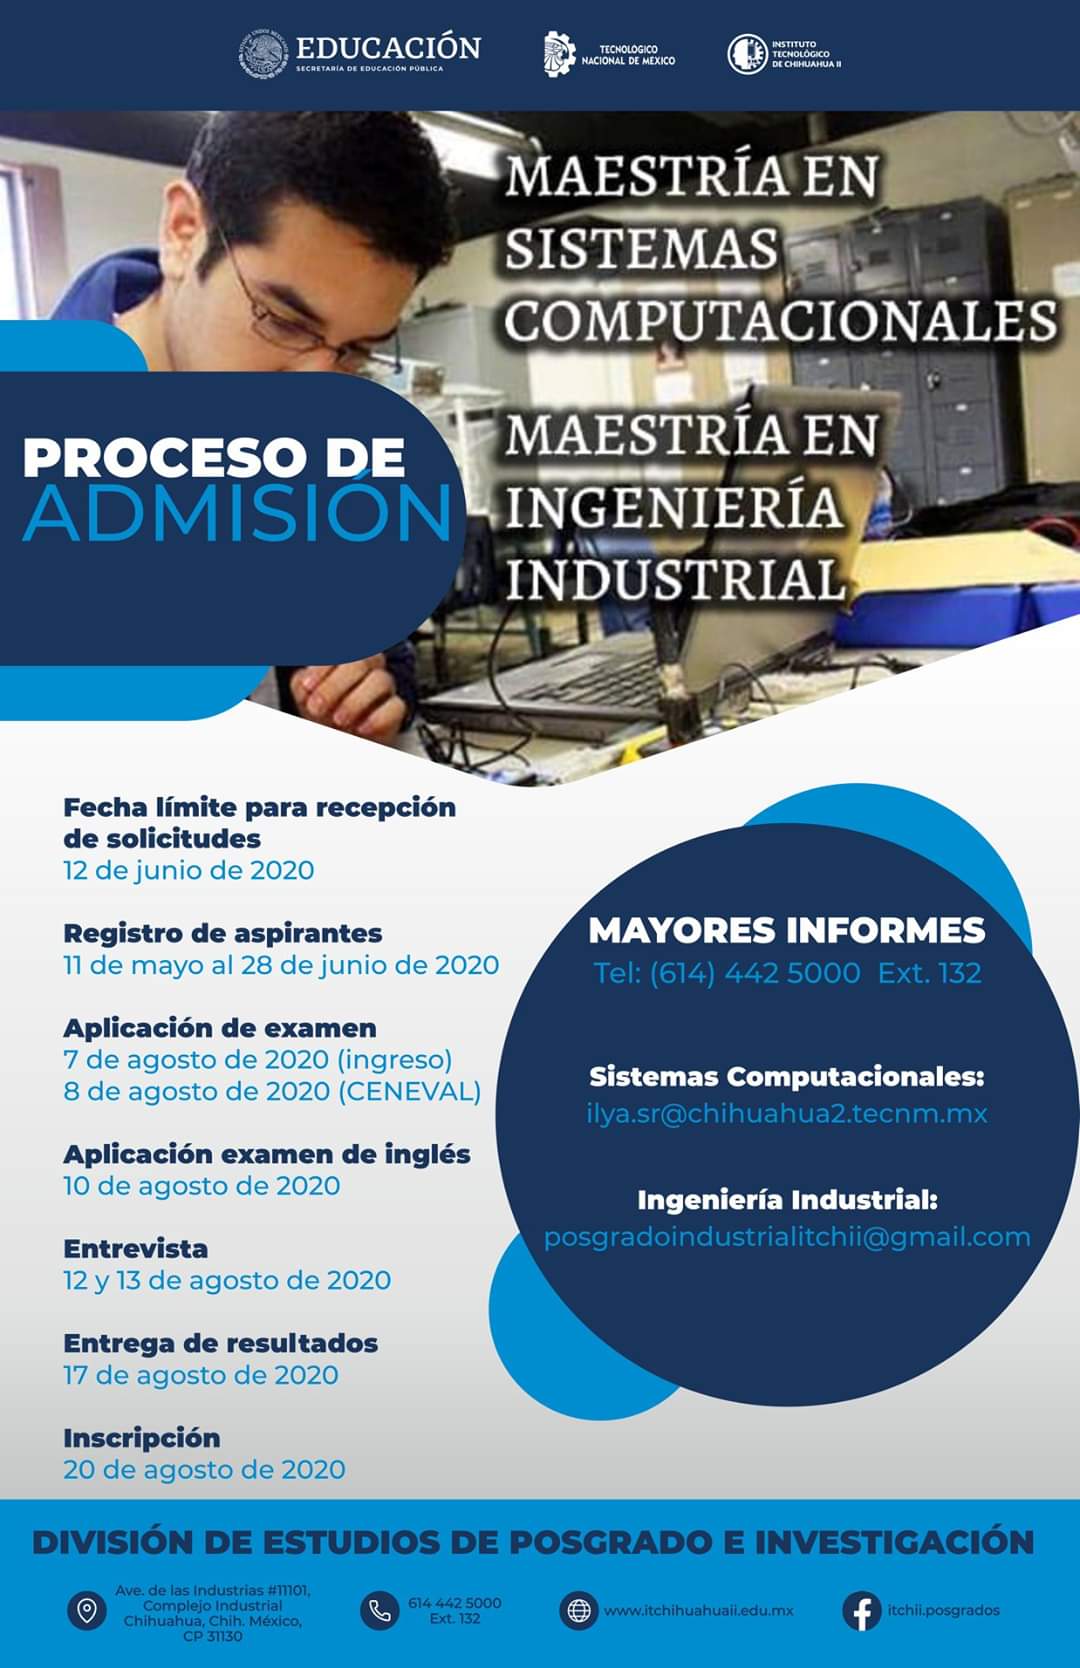 EDUCACIÓN
SECRETARÍA DE EDUCACIÓN PÚBLICA
TECNOLÓGICO
NACIONAL DE MÉXICO
INSTITUTO
TECNOLÓGICO
DE CHIHUAHUA II
MAESTRÍA EN
SISTEMAS
COMPUTACIONALES
MAESTRÍA EN
INGENIERÍA
INDUSTRIAL
PROCESO DE
ADMISIÓN
Fecha límite para recepción
de solicitudes
12 de junio de 2020
Registro de aspirantes
11 de mayo al 28 de junio de 2020
Aplicación de examen
7 de agosto de 2020 (ingreso)
8 de agosto de 2020 (CENEVAL)
Aplicación examen de inglés
10 de agosto de 2020
Entrevista
12 y 13 de agosto de 2020
Entrega de resultados
17 de agosto de 2020
Inscripción
20 de agosto de 2020
MAYORES INFORMES
Tel: (614) 442 5000 Ext. 132
Sistemas Computacionales:
ilya.sr@chihuahua2.tecnm.mx
Ingeniería Industrial:
posgradoindustrialitchii@gmail.com
DIVISIÓN DE ESTUDIOS DE POSGRADO E INVESTIGACIÓN
Ave. de las Industrias #11101,
Complejo Industrial
Chihuahua, Chih. México,
CP 31130
614 442 5000
Ext. 132
www.itchihuahuaii.edu.mx
itchii.posgrados